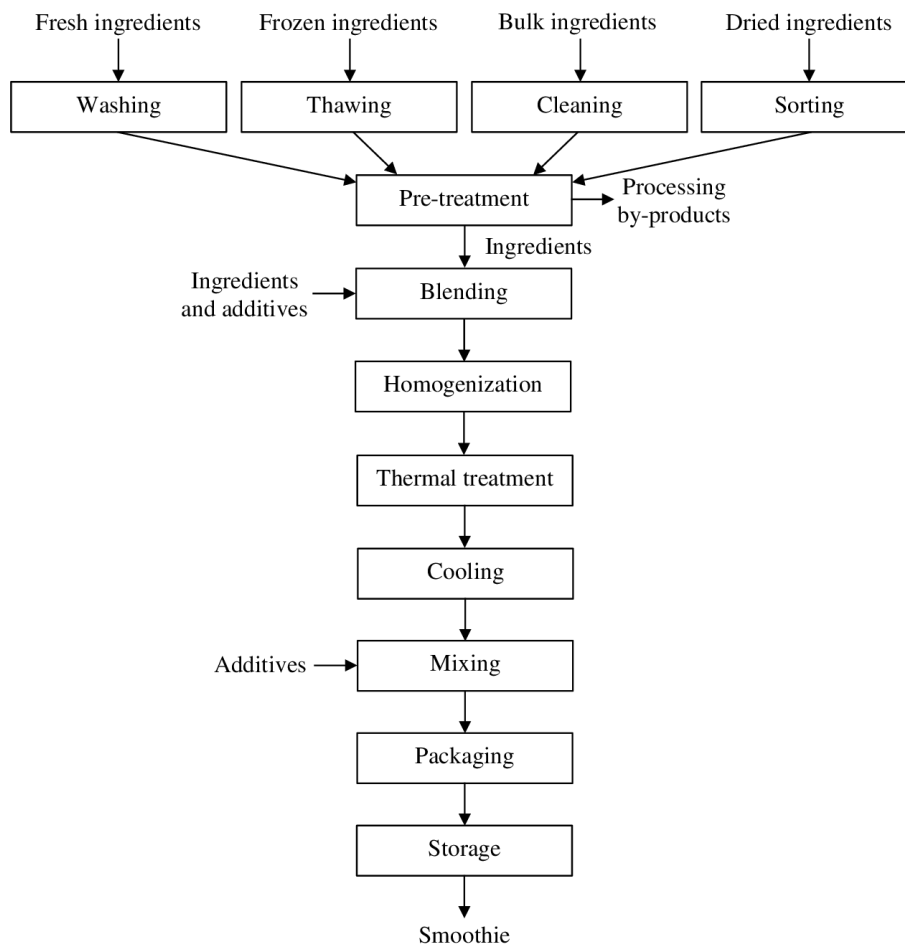 Fresh ingredients
Frozen ingredients
Bulk ingredients
Dried ingredients
Washing
Thawing
Cleaning
Sorting
Pre-treatment
Processing
by-products
Ingredients
Ingredients
and additives
Blending
Homogenization
Thermal treatment
Cooling
Additives
Mixing
Packaging
Storage
Smoothie